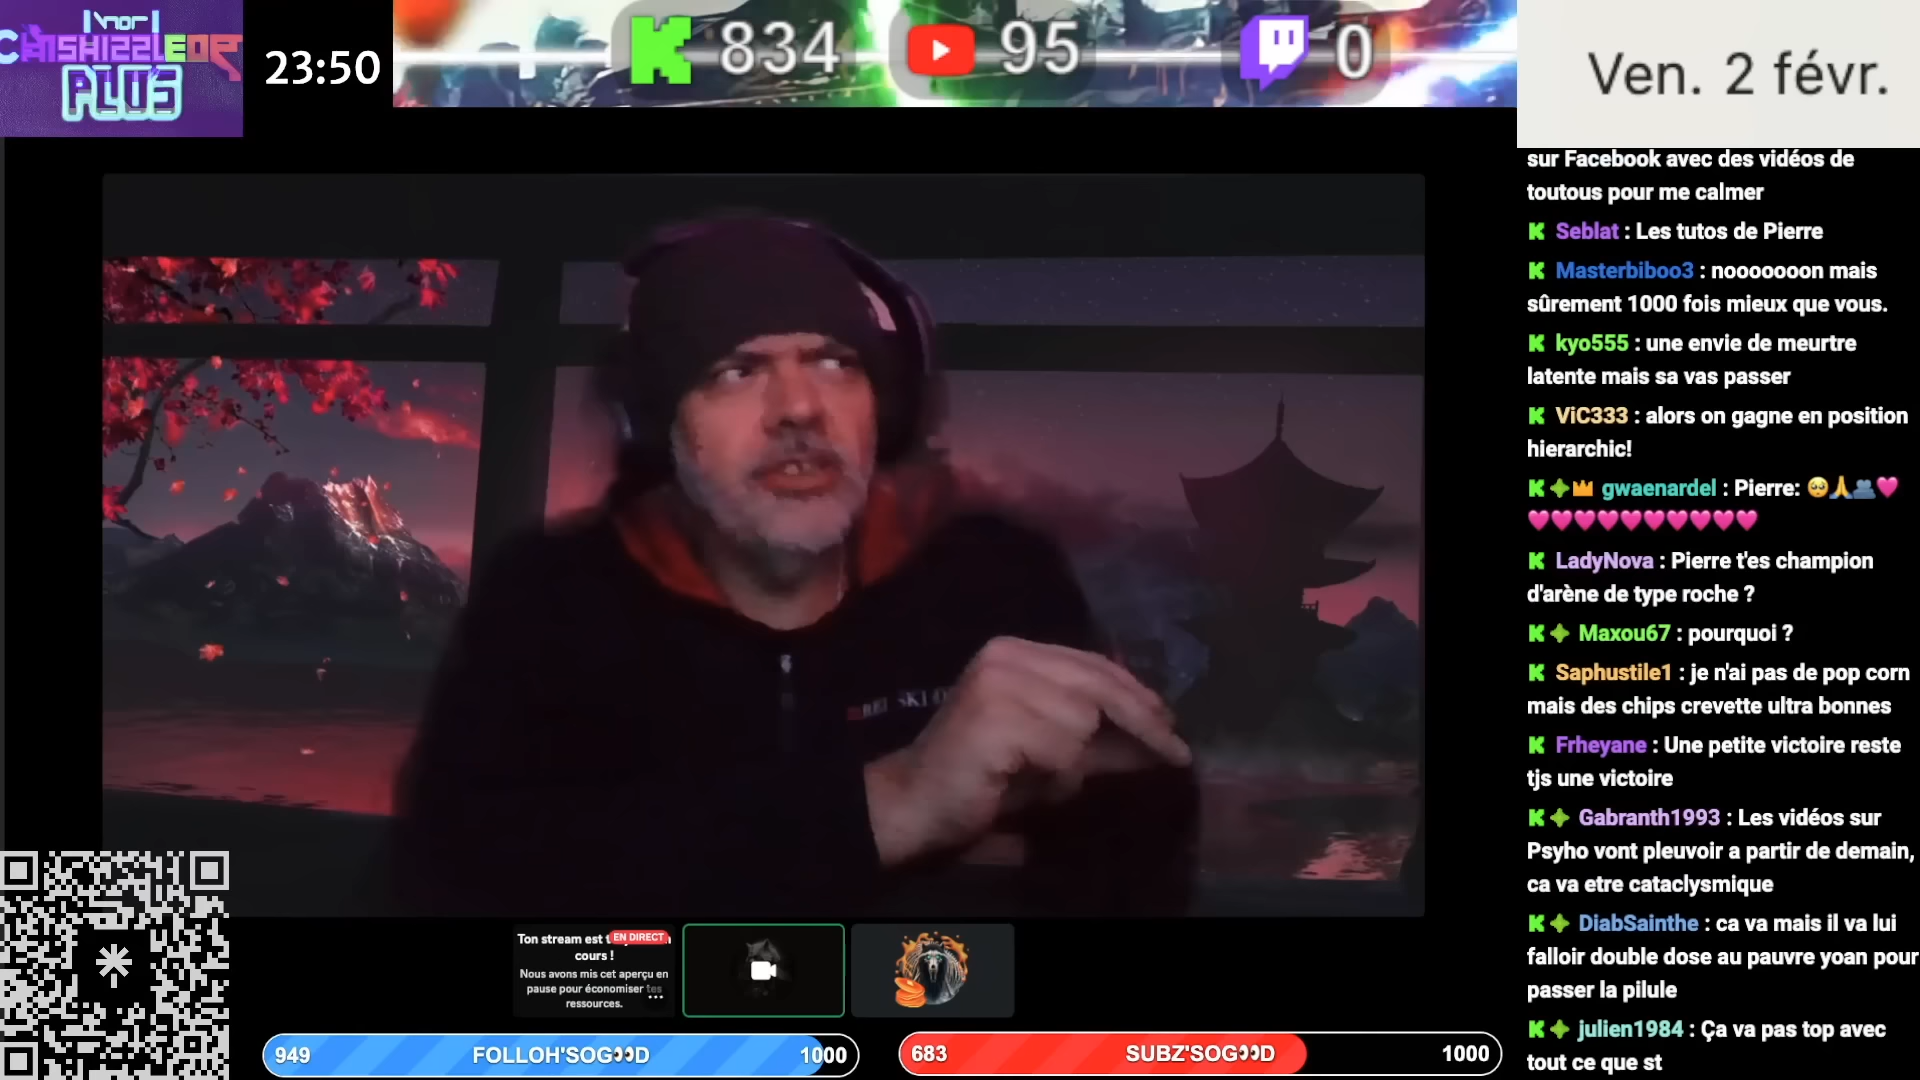 PLUS
23:50
834
95
0
Ven. 2 févr.
sur Facebook avec des vidéos de
toutous pour me calmer
Seblat : Les tutos de Pierre
Masterbiboo3 : nooooooon mais
sûrement 1000 fois mieux que vous.
kyo555 : une envie de meurtre
latente mais sa vas passer
ViC333 : alors on gagne en position
hierarchic!
gwaenardel : Pierre: 🥺🙏🫂🩷
🩷🩷🩷🩷🩷🩷🩷🩷🩷🩷
LadyNova : Pierre t'es champion
d'arène de type roche ?
Maxou67 : pourquoi ?
Saphustile1 : je n'ai pas de pop corn
mais des chips crevette ultra bonnes
Frheyane : Une petite victoire reste
tjs une victoire
Gabranth1993 : Les vidéos sur
Psyho vont pleuvoir a partir de demain,
ca va etre cataclysmique
DiabSainthe : ca va mais il va lui
falloir double dose au pauvre yoan pour
passer la pilule
julien1984 : Ça va pas top avec
tout ce que st
Ton stream est
EN DIRECT
cours !
Nous avons mis cet aperçu en
pause pour économiser tes
ressources.
949 FOLLOH'SOG👀D 1000
683 SUBZ'SOG👀D 1000